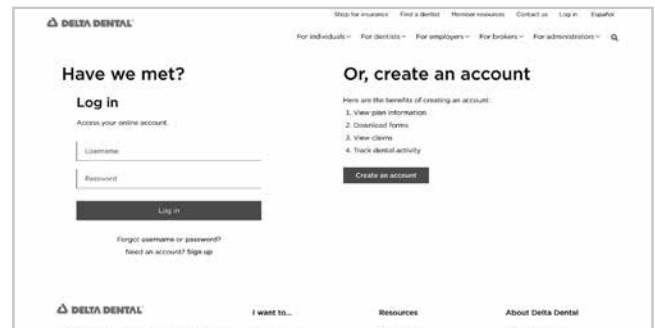 Shop for insurance Find a dentist Member resources Contact us Log in Español
DELTA DENTAL
For individuals For dentists For employers For brokers For administrators
Have we met?
Log in
Access your online account.
Username
Password
Log in
Forgot username or password?
Need an account? Sign up
Or, create an account
Here are the benefits of creating an account:
1. View plan information
2. Download forms
3. View claims
4. Track dental activity
Create an account
DELTA DENTAL
I want to...
Resources
About Delta Dental